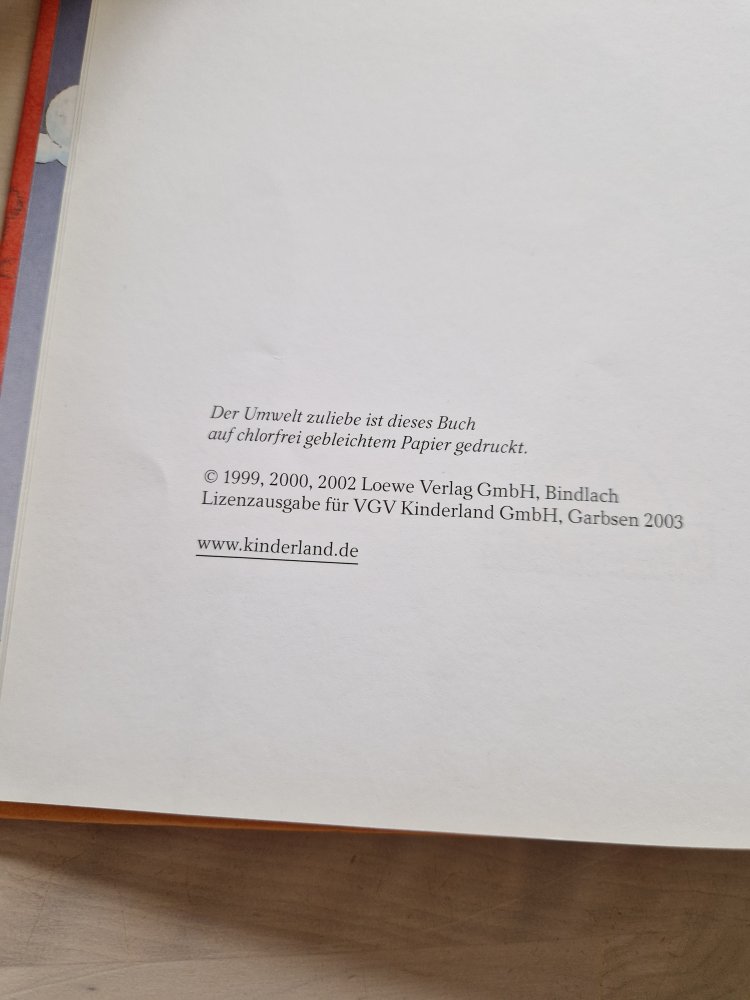 Der Umwelt zuliebe ist dieses Buch
auf chlorfrei gebleichtem Papier gedruckt.
© 1999, 2000, 2002 Loewe Verlag GmbH, Bindlach
Lizenzausgabe für VGV Kinderland GmbH, Garbsen 2003
www.kinderland.de